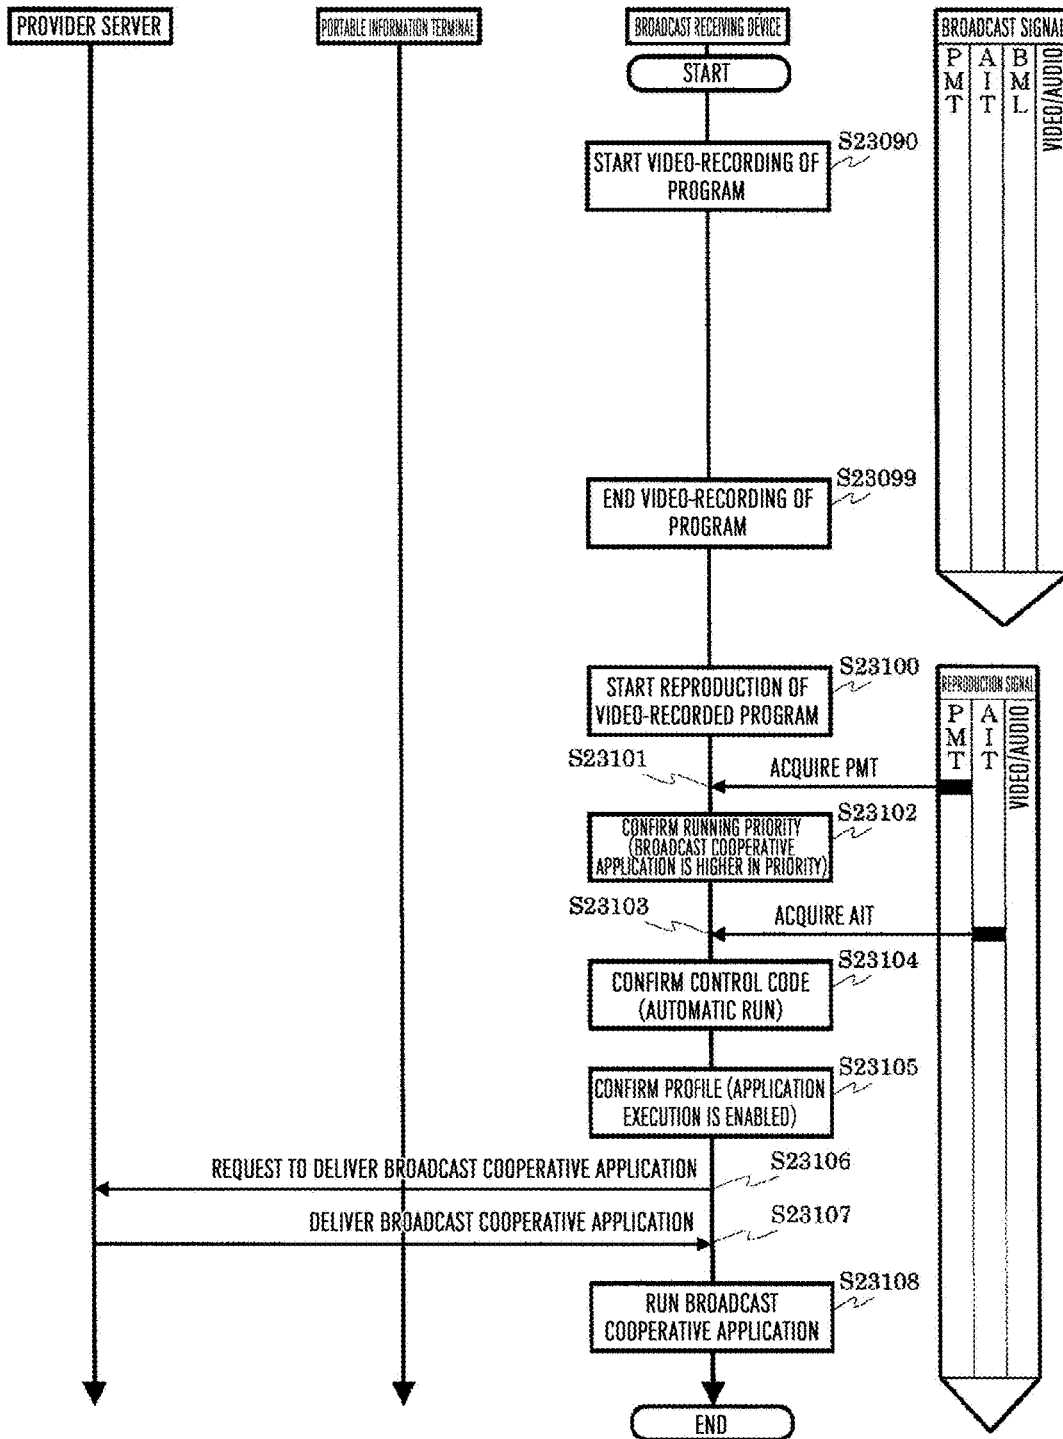 PROVIDER SERVER
PORTABLE INFORMATION TERMINAL
BROADCAST RECEIVING DEVICE
BROADCAST SIGNAL
PMT
AIT
BML
VIDEO/AUDIO
START
S23090
START VIDEO-RECORDING OF
PROGRAM
S23099
END VIDEO-RECORDING OF
PROGRAM
S23100
START REPRODUCTION OF
VIDEO-RECORDED PROGRAM
REPRODUCTION SIGNAL
PMT
AIT
VIDEO/AUDIO
S23101
ACQUIRE PMT
S23102
CONFIRM RUNNING PRIORITY
(BROADCAST COOPERATIVE
APPLICATION IS HIGHER IN PRIORITY)
S23103
ACQUIRE AIT
S23104
CONFIRM CONTROL CODE
(AUTOMATIC RUN)
S23105
CONFIRM PROFILE (APPLICATION
EXECUTION IS ENABLED)
REQUEST TO DELIVER BROADCAST COOPERATIVE APPLICATION
S23106
DELIVER BROADCAST COOPERATIVE APPLICATION
S23107
S23108
RUN BROADCAST
COOPERATIVE APPLICATION
END